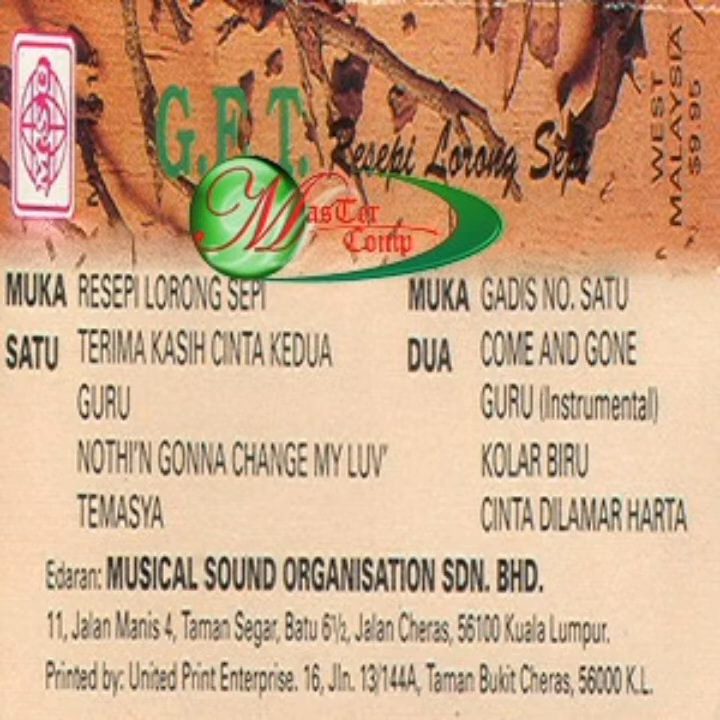 G.E.T. Resepi Lorong Sepi
WEST
MALAYSIA
59 95
MasTer
Comp
MUKA SATU
RESEPI LORONG SEPI
TERIMA KASIH CINTA KEDUA
GURU
NOTHI'N GONNA CHANGE MY LUV'
TEMASYA
MUKA DUA
GADIS NO. SATU
COME AND GONE
GURU (Instrumental)
KOLAR BIRU
CINTA DILAMAR HARTA
Edaran: MUSICAL SOUND ORGANISATION SDN. BHD.
11, Jalan Manis 4, Taman Segar, Batu 6½, Jalan Cheras, 56100 Kuala Lumpur.
Printed by: United Print Enterprise. 16, Jln. 13/144A, Taman Bukit Cheras, 56000 K.L.